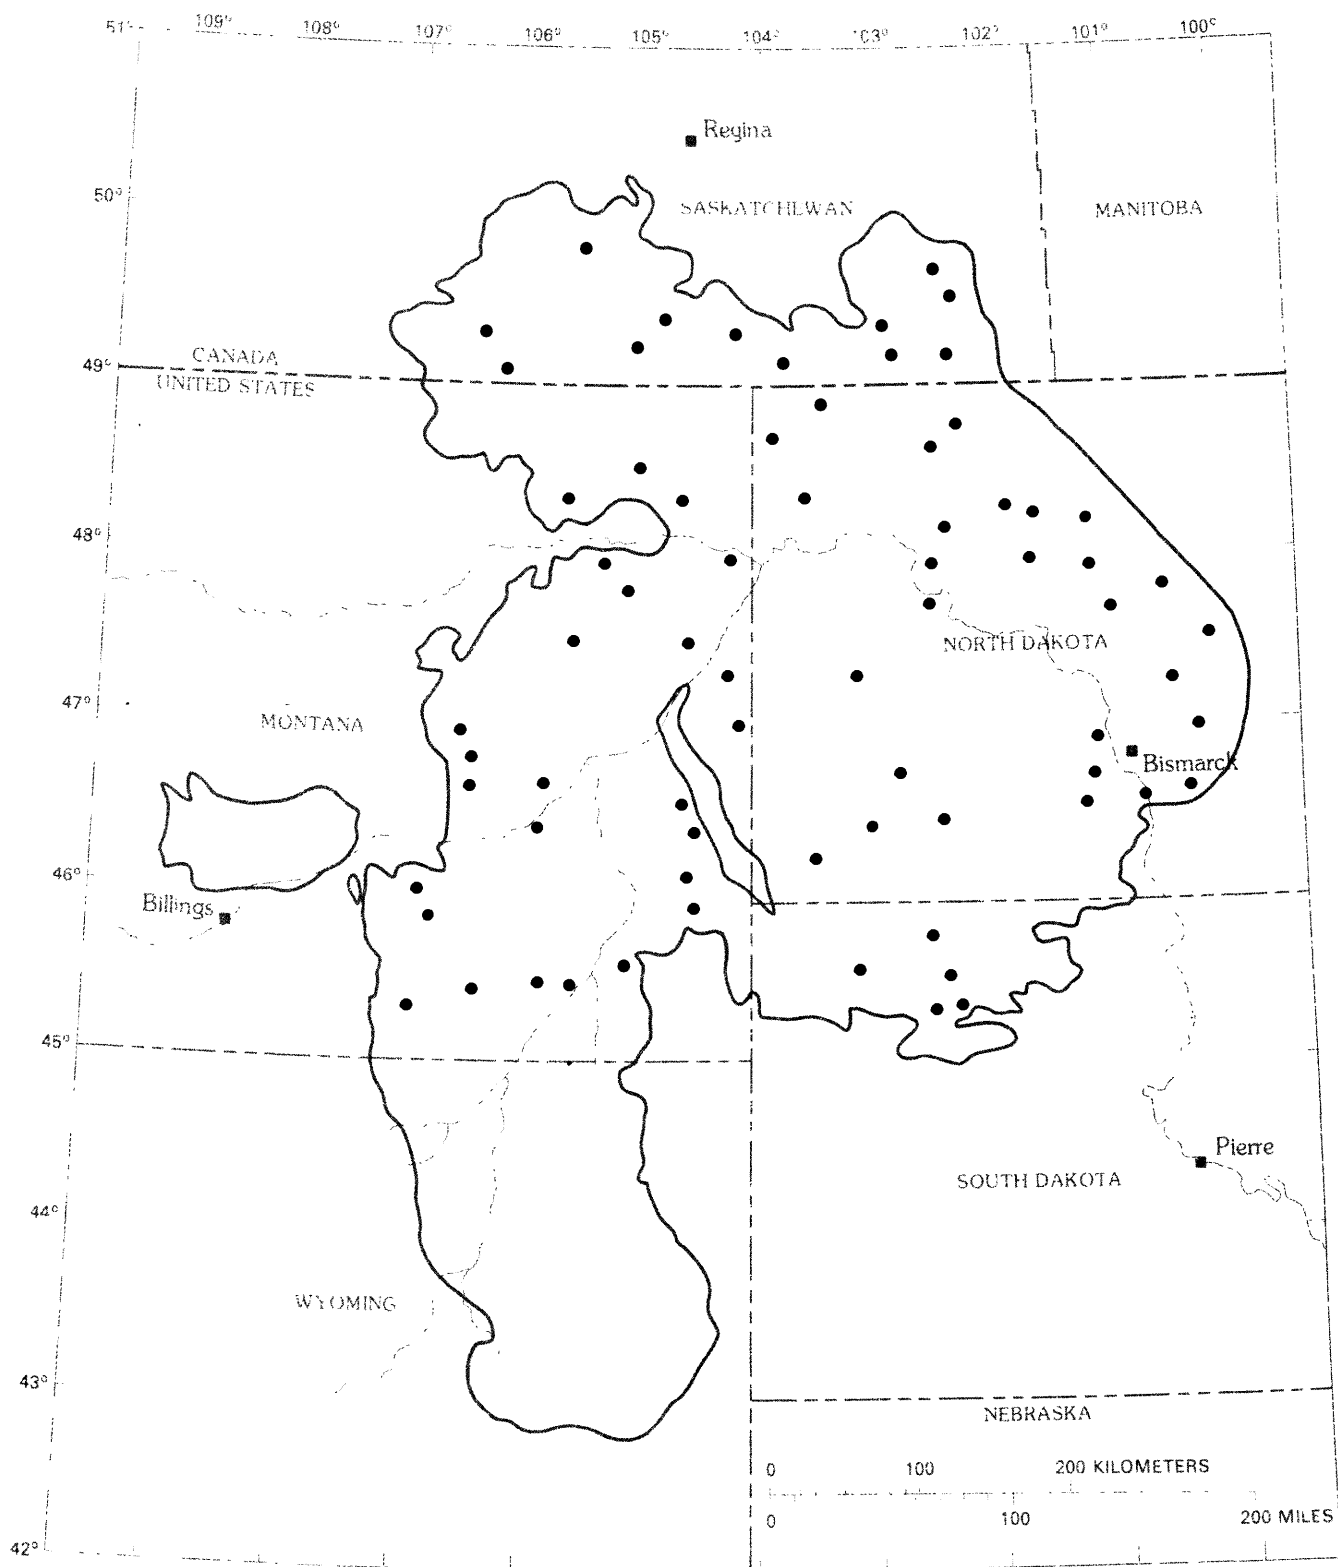 51° 109° 108° 107° 106° 105° 104° 103° 102° 101° 100°
Regina
50°
SASKATCHEWAN MANITOBA
CANADA
49°
UNITED STATES
48°
NORTH DAKOTA
47°
MONTANA
Bismarck
46°
Billings
45°
Pierre
SOUTH DAKOTA
44°
WYOMING
43°
NEBRASKA
0 100 200 KILOMETERS
0 100 200 MILES
42°